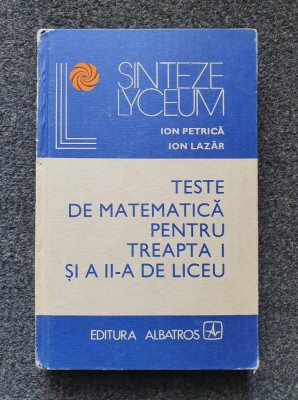 SINTEZE
LYCEUM
ION PETRICĂ
ION LAZĂR
TESTE
DE MATEMATICĂ
PENTRU
TREAPTA I
ȘI A II-A DE LICEU
EDITURA ALBATROS